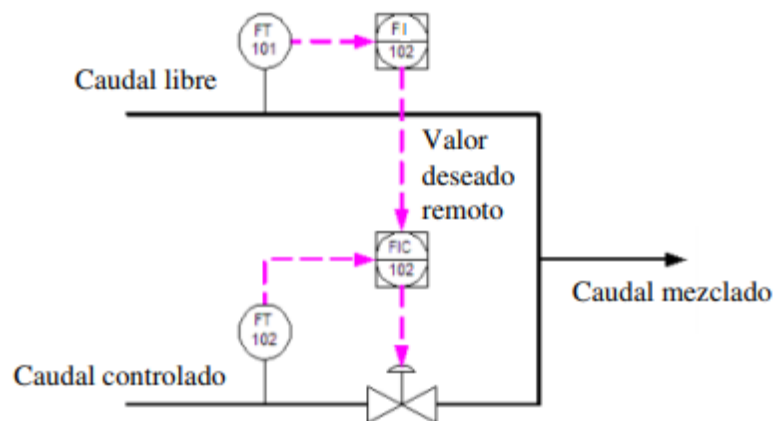 FT
101
FI
102
Caudal libre
Valor
deseado
remoto
FIC
102
Caudal mezclado
FT
102
Caudal controlado